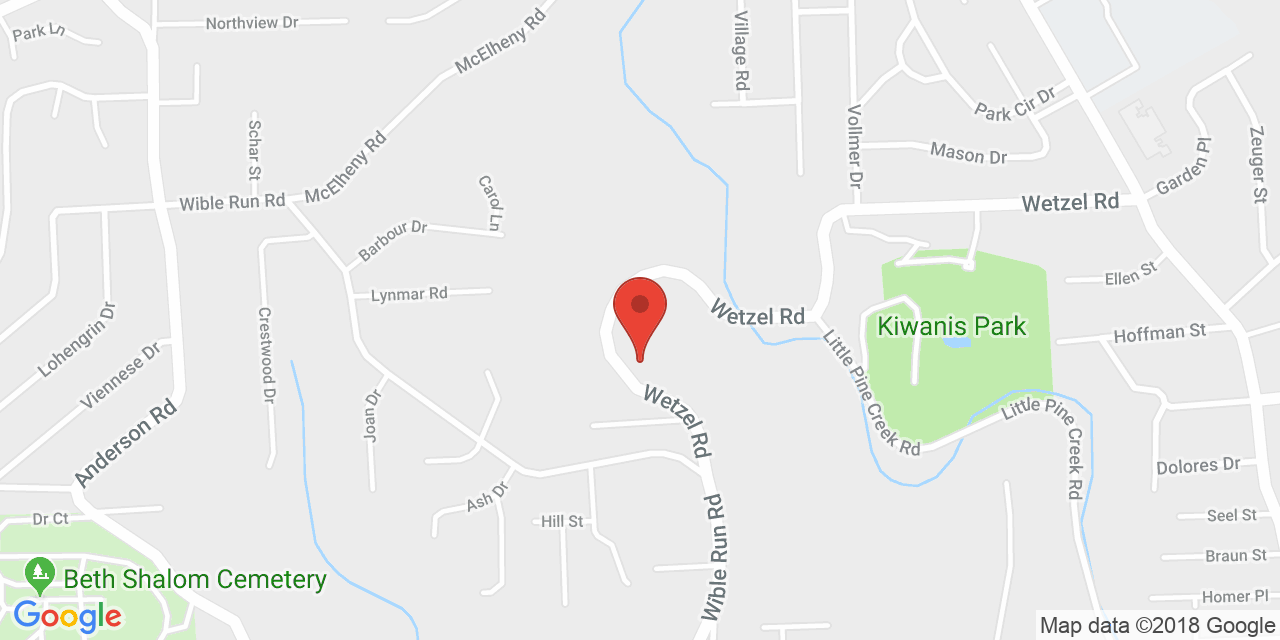 Northview Dr
Park Ln
McElheny Rd
Village Rd
Park Cir Dr
Vollmer Dr
Schar St
McElheny Rd
Mason Dr
Garden Pl
Zeuger St
Wible Run Rd
Carol Ln
Wetzel Rd
Barbour Dr
Ellen St
Lynmar Rd
Wetzel Rd
Kiwanis Park
Hoffman St
Lohengrin Dr
Viennese Dr
Crestwood Dr
Little Pine Creek Rd
Joan Dr
Wetzel Rd
Little Pine Creek Rd
Anderson Rd
Dolores Dr
Ash Dr
Dr Ct
Hill St
Seel St
Wible Run Rd
Braun St
Beth Shalom Cemetery
Homer Pl
Google
Map data ©2018 Google